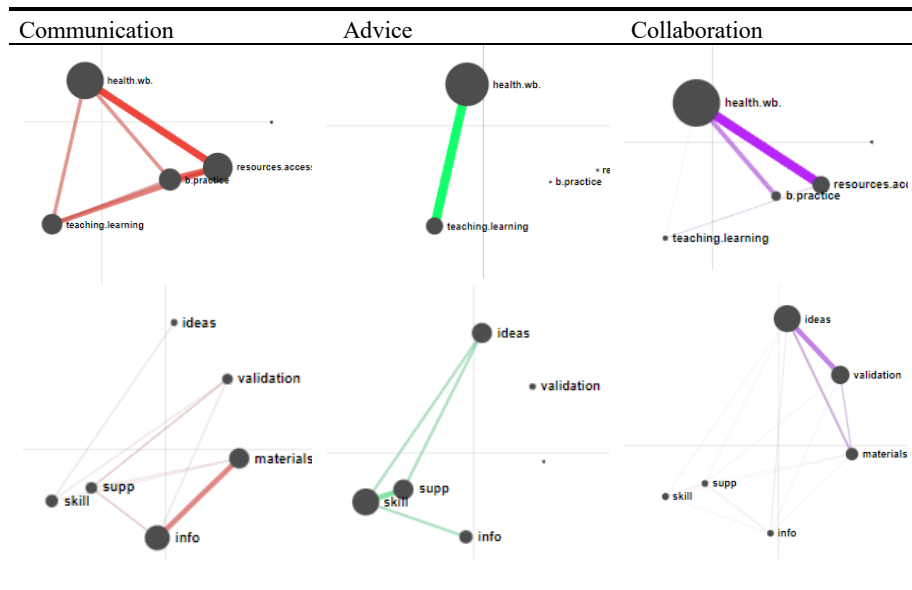 Communication
Advice
Collaboration
health.wb.
resources.access
b.practice
teaching.learning
health.wb.
re
b.practice
teaching.learning
health.wb.
resources.acc
b.practice
teaching.learning
ideas
validation
materials
supp
skill
info
ideas
validation
supp
skill
info
ideas
validation
materials
supp
skill
info